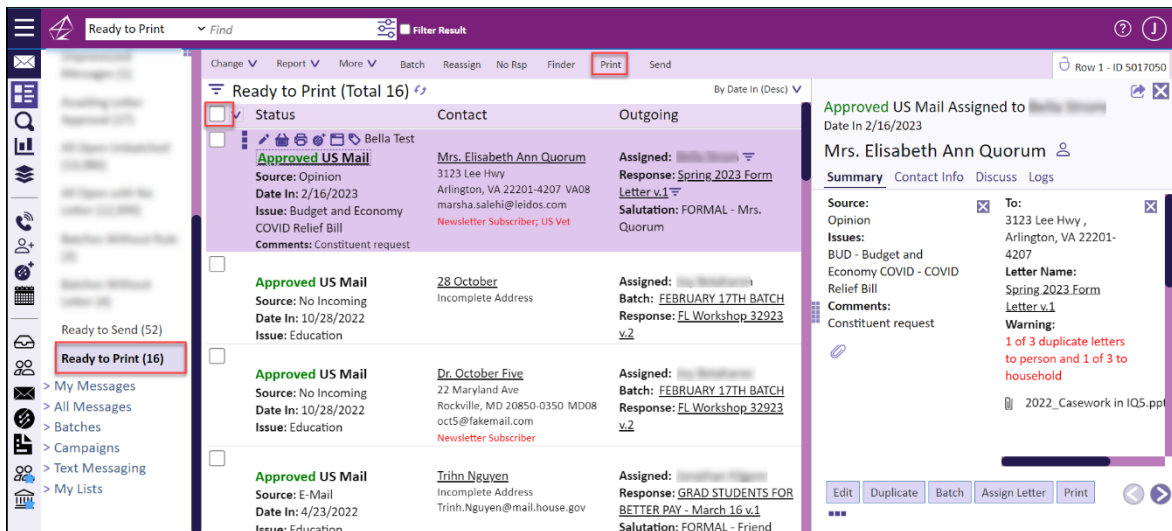 Ready to Print
Find
Filter Result
?
J
Change
Report
More
Batch
Reassign
No Rsp
Finder
Print
Send
Row 1 - ID 5017050
Ready to Send (52)
Ready to Print (16)
> My Messages
> All Messages
> Batches
> Campaigns
> Text Messaging
> My Lists
Ready to Print (Total 16)
By Date In (Desc)
Status
Contact
Outgoing
Bella Test
Approved US Mail
Source: Opinion
Date In: 2/16/2023
Issue: Budget and Economy
COVID Relief Bill
Comments: Constituent request
Mrs. Elisabeth Ann Quorum
3123 Lee Hwy
Arlington, VA 22201-4207 VA08
marsha.salehi@leidos.com
Newsletter Subscriber; US Vet
Assigned:
Response: Spring 2023 Form
Letter v.1
Salutation: FORMAL - Mrs.
Quorum
Approved US Mail
Source: No Incoming
Date In: 10/28/2022
Issue: Education
28 October
Incomplete Address
Assigned:
Batch: FEBRUARY 17TH BATCH
Response: FL Workshop 32923
v.2
Approved US Mail
Source: No Incoming
Date In: 10/28/2022
Issue: Education
Dr. October Five
22 Maryland Ave
Rockville, MD 20850-0350 MD08
oct5@fakemail.com
Newsletter Subscriber
Assigned:
Batch: FEBRUARY 17TH BATCH
Response: FL Workshop 32923
v.2
Approved US Mail
Source: E-Mail
Date In: 4/23/2022
Issue: Education
Trihn Nguyen
Incomplete Address
Trinh.Nguyen@mail.house.gov
Assigned:
Response: GRAD STUDENTS FOR
BETTER PAY - March 16 v.1
Salutation: FORMAL - Friend
Approved US Mail Assigned to
Date In 2/16/2023
Mrs. Elisabeth Ann Quorum
Summary
Contact Info
Discuss
Logs
Source:
Opinion
Issues:
BUD - Budget and
Economy COVID - COVID
Relief Bill
Comments:
Constituent request
To:
3123 Lee Hwy ,
Arlington, VA 22201-
4207
Letter Name:
Spring 2023 Form
Letter v.1
Warning:
1 of 3 duplicate letters
to person and 1 of 3 to
household
2022_Casework in IQ5.ppt
Edit
Duplicate
Batch
Assign Letter
Print